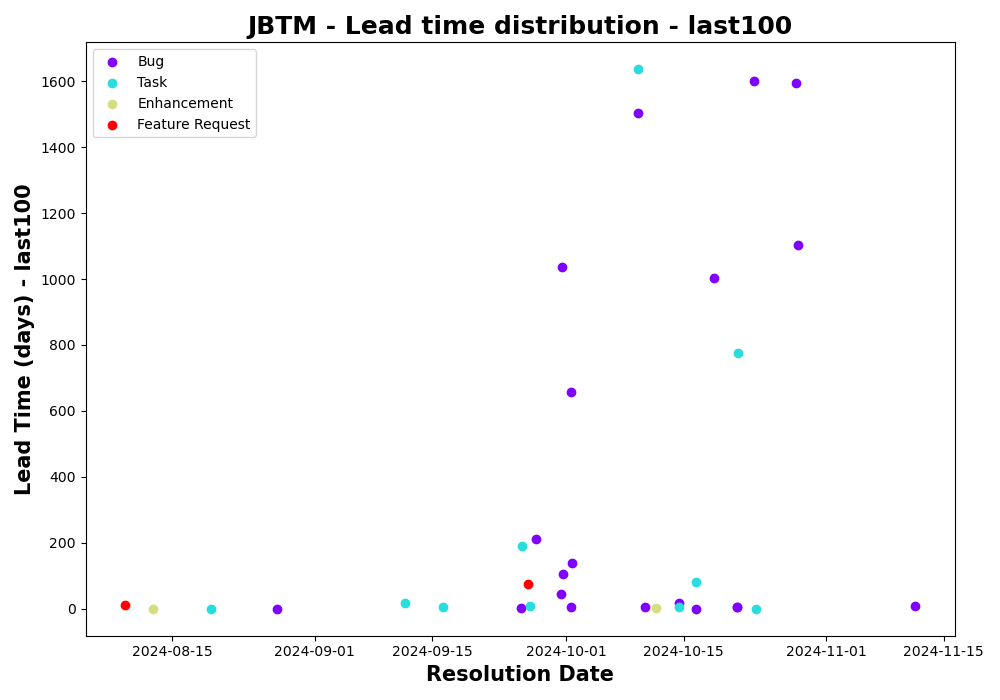 JBTM - Lead time distribution - last100
Bug
Task
Enhancement
Feature Request
Lead Time (days) - last100
1600
1400
1200
1000
800
600
400
200
0
2024-08-15
2024-09-01
2024-09-15
2024-10-01
2024-10-15
2024-11-01
2024-11-15
Resolution Date